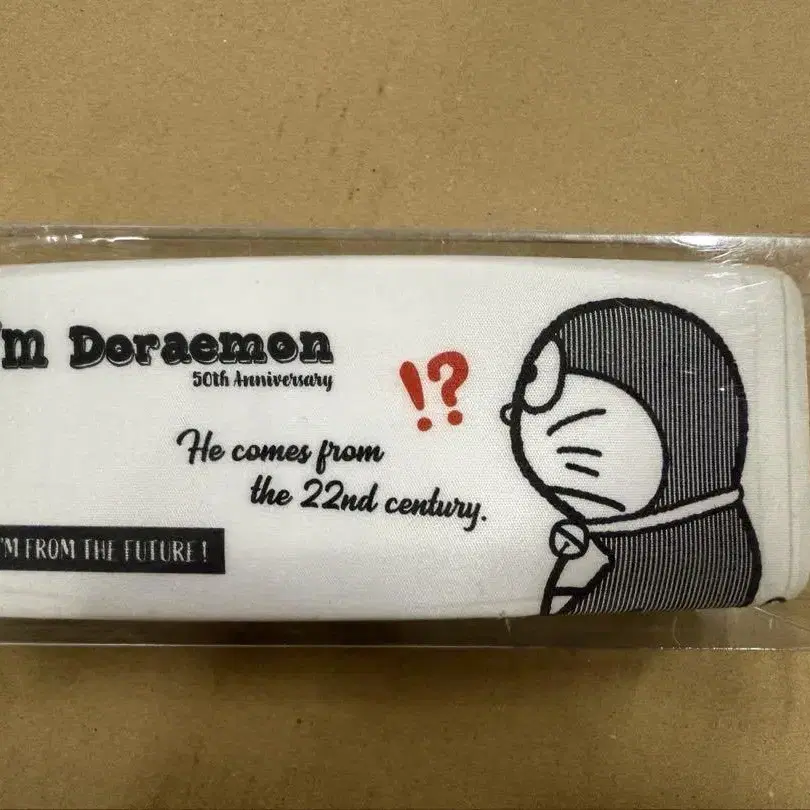 'm Doraemon
50th Anniversary
!?
He comes from
the 22nd century.
'M FROM THE FUTURE!